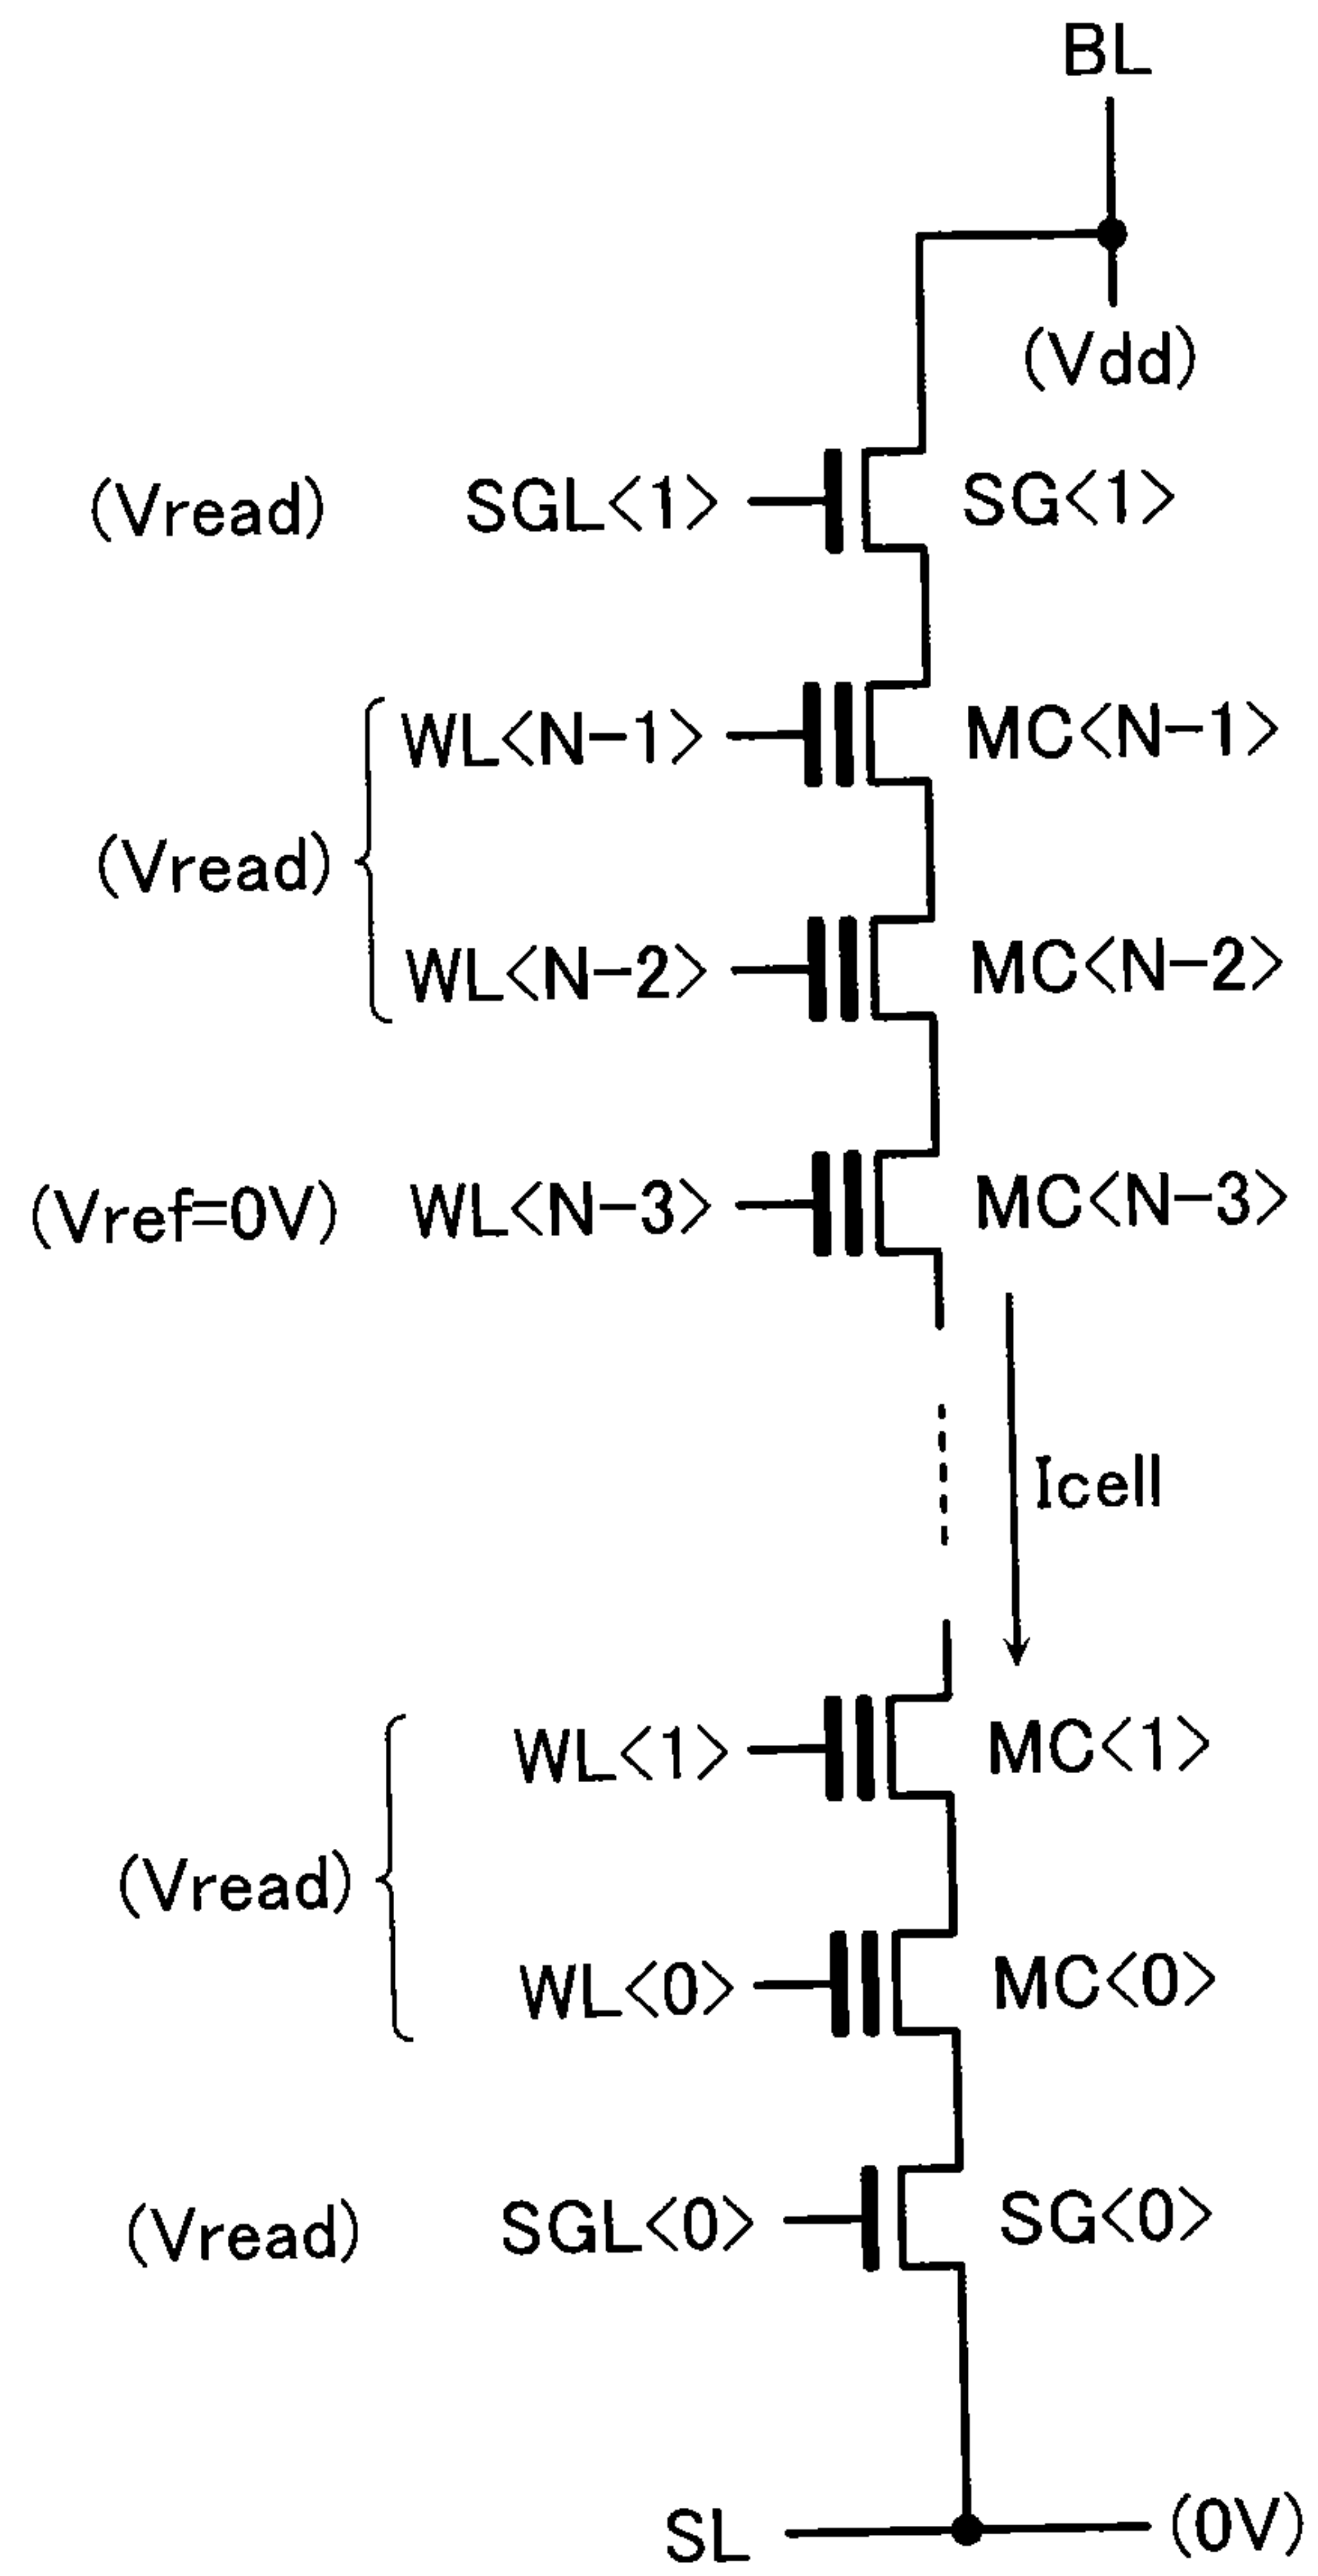 BL
(Vdd)
(Vread) SGL<1> SG<1>
WL<N-1> MC<N-1>
(Vread)
WL<N-2> MC<N-2>
(Vref=0V) WL<N-3> MC<N-3>
Icell
WL<1> MC<1>
(Vread)
WL<0> MC<0>
(Vread) SGL<0> SG<0>
SL (0V)